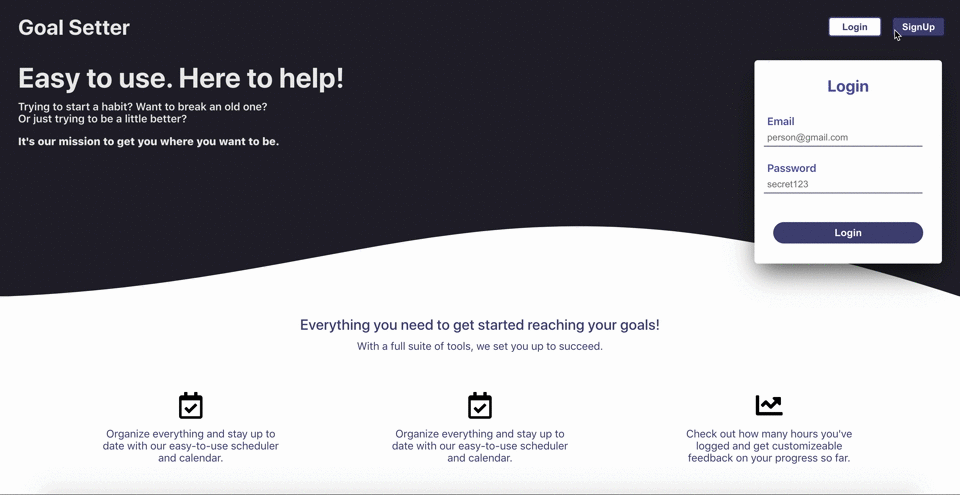 Goal Setter
Login
SignUp
Easy to use. Here to help!
Trying to start a habit? Want to break an old one?
Or just trying to be a little better?
It's our mission to get you where you want to be.
Login
Email
person@gmail.com
Password
secret123
Login
Everything you need to get started reaching your goals!
With a full suite of tools, we set you up to succeed.
Organize everything and stay up to
date with our easy-to-use scheduler
and calendar.
Organize everything and stay up to
date with our easy-to-use scheduler
and calendar.
Check out how many hours you've
logged and get customizeable
feedback on your progress so far.